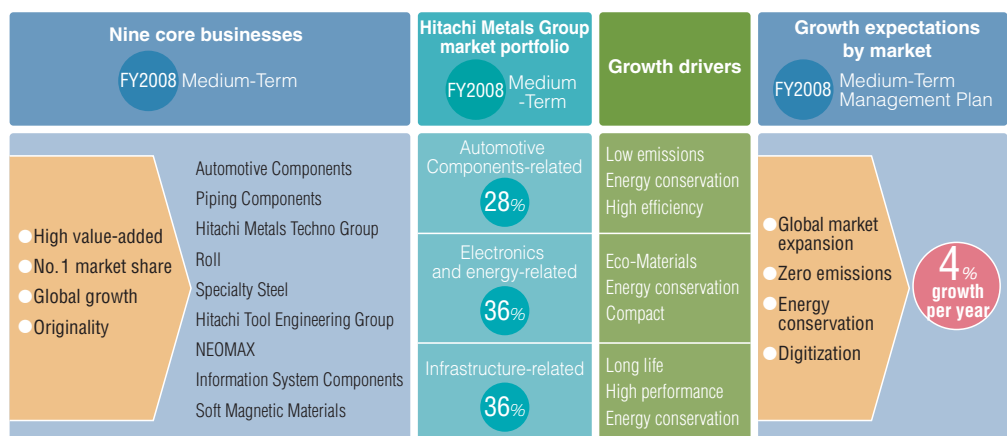 Nine core businesses
FY2008 Medium-Term
High value-added
No.1 market share
Global growth
Originality
Automotive Components
Piping Components
Hitachi Metals Techno Group
Roll
Specialty Steel
Hitachi Tool Engineering Group
NEOMAX
Information System Components
Soft Magnetic Materials
Hitachi Metals Group
market portfolio
FY2008 Medium
-Term
Automotive
Components-related
28%
Electronics
and energy-related
36%
Infrastructure-related
36%
Growth drivers
Low emissions
Energy conservation
High efficiency
Eco-Materials
Energy conservation
Compact
Long life
High performance
Energy conservation
Growth expectations
by market
FY2008 Medium-Term
Management Plan
Global market
expansion
Zero emissions
Energy
conservation
Digitization
4%
growth
per year